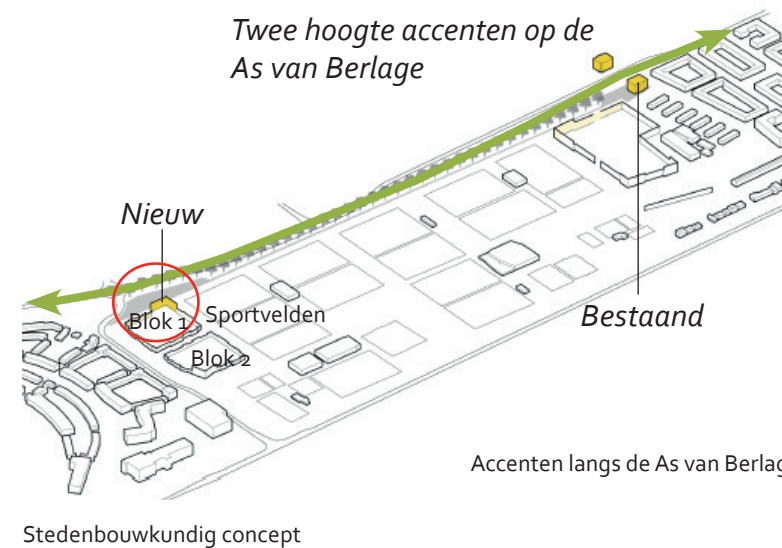 Twee hoogte accenten op de
As van Berlage
Nieuw
Blok 1
Sportvelden
Blok 2
Bestaand
Accenten langs de As van Berlag
Stedenbouwkundig concept